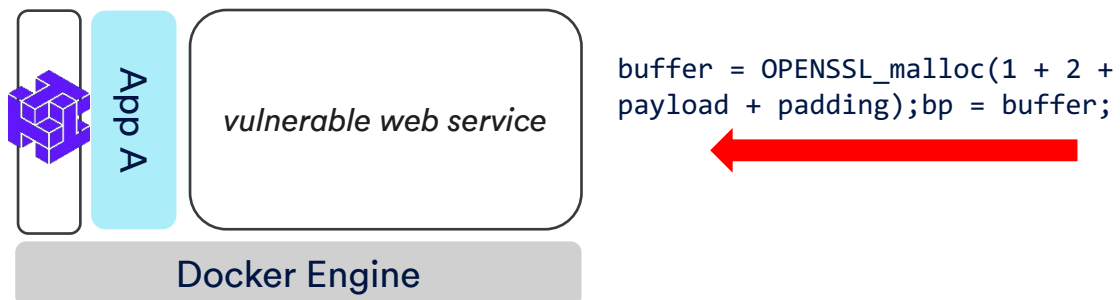 App A
vulnerable web service
buffer = OPENSSL_malloc(1 + 2 +
payload + padding);bp = buffer;
Docker Engine